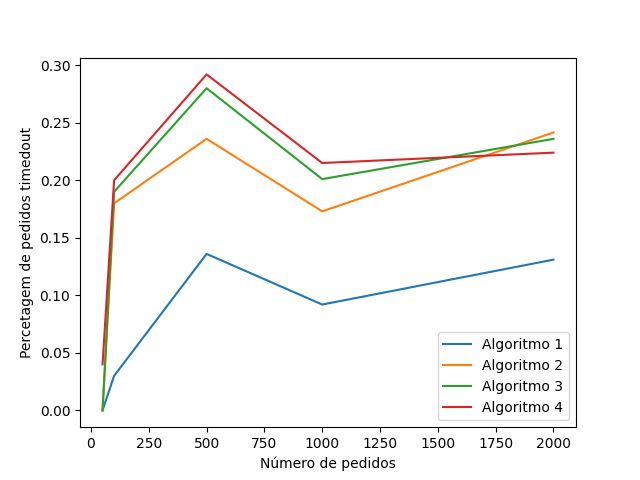 0.30
0.25
0.20
0.15
0.10
0.05
0.00
Percetagem de pedidos timedout
Algoritmo 1
Algoritmo 2
Algoritmo 3
Algoritmo 4
0 250 500 750 1000 1250 1500 1750 2000
Número de pedidos